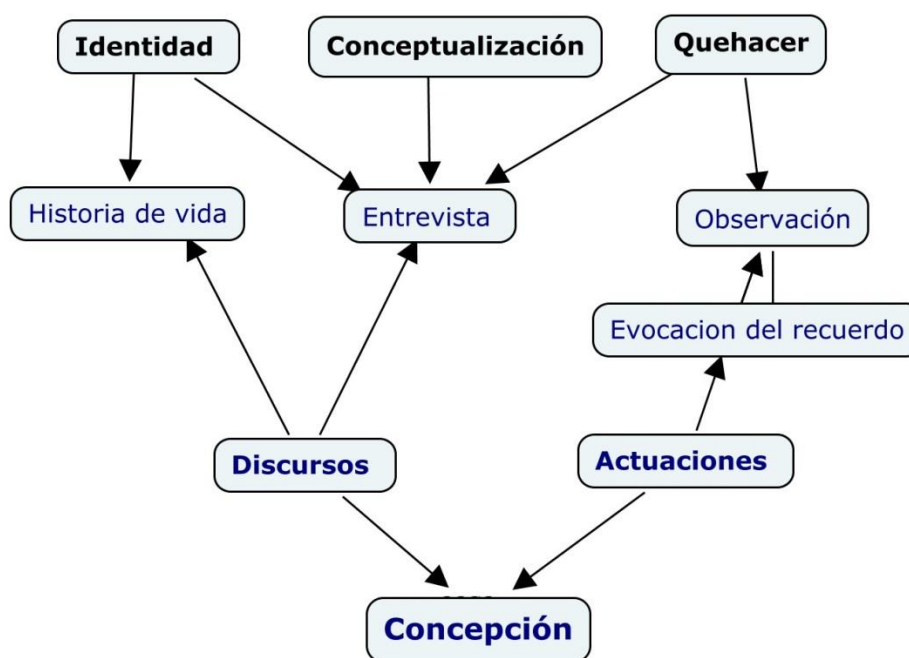 Identidad
Conceptualización
Quehacer
Historia de vida
Entrevista
Observación
Evocacion del recuerdo
Discursos
Actuaciones
Concepción